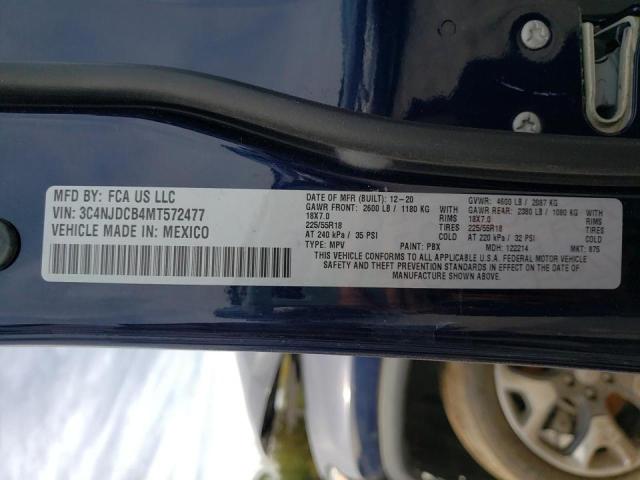 MFD BY: FCA US LLC
VIN: 3C4NJDCB4MT572477
VEHICLE MADE IN: MEXICO
DATE OF MFR (BUILT): 12-20 GVWR: 4600 LB / 2087 KG
GAWR FRONT: 2600 LB / 1180 KG RIMS GAWR REAR: 2380 LB / 1080 KG
18X7.0 RIMS 18X7.0
225/55R18 TIRES 225/55R18
AT 240 kPa / 35 PSI COLD AT 220 kPa / 32 PSI COLD
TYPE: MPV PAINT: PBX MDH: 122214 MKT: 875
THIS VEHICLE CONFORMS TO ALL APPLICABLE U.S.A. FEDERAL MOTOR VEHICLE
SAFETY AND THEFT PREVENTION STANDARDS IN EFFECT ON THE DATE OF
MANUFACTURE SHOWN ABOVE.